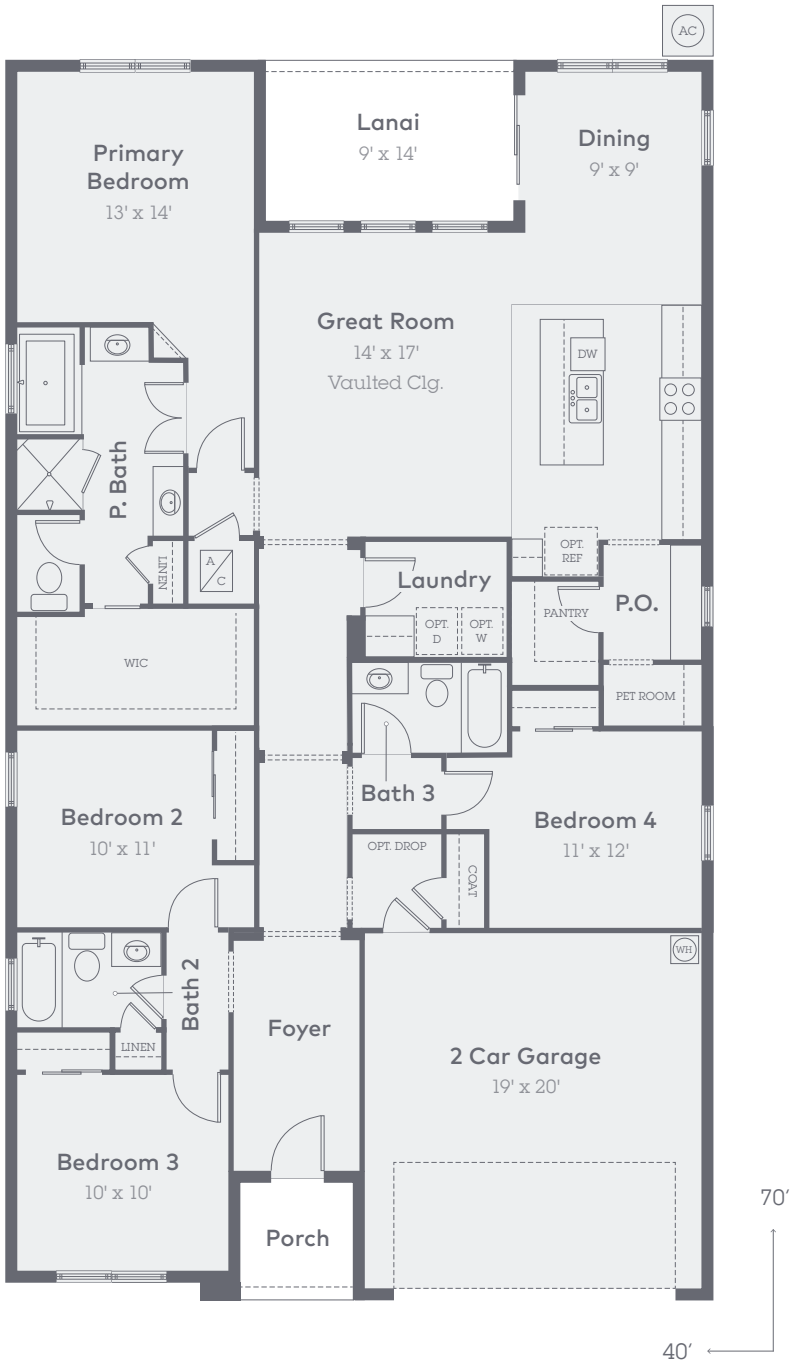 AC
Lanai
9' x 14'
Dining
9' x 9'
Primary
Bedroom
13' x 14'
Great Room
14' x 17'
Vaulted Clg.
DW
P. Bath
LINEN
A
C
OPT.
REF
Laundry
OPT.
D
OPT.
W
PANTRY
P.O.
WIC
PET ROOM
Bath 3
Bedroom 2
10' x 11'
Bedroom 4
11' x 12'
OPT. DROP
COAT
WH
Bath 2
LINEN
Foyer
2 Car Garage
19' x 20'
Bedroom 3
10' x 10'
Porch
70'
40'